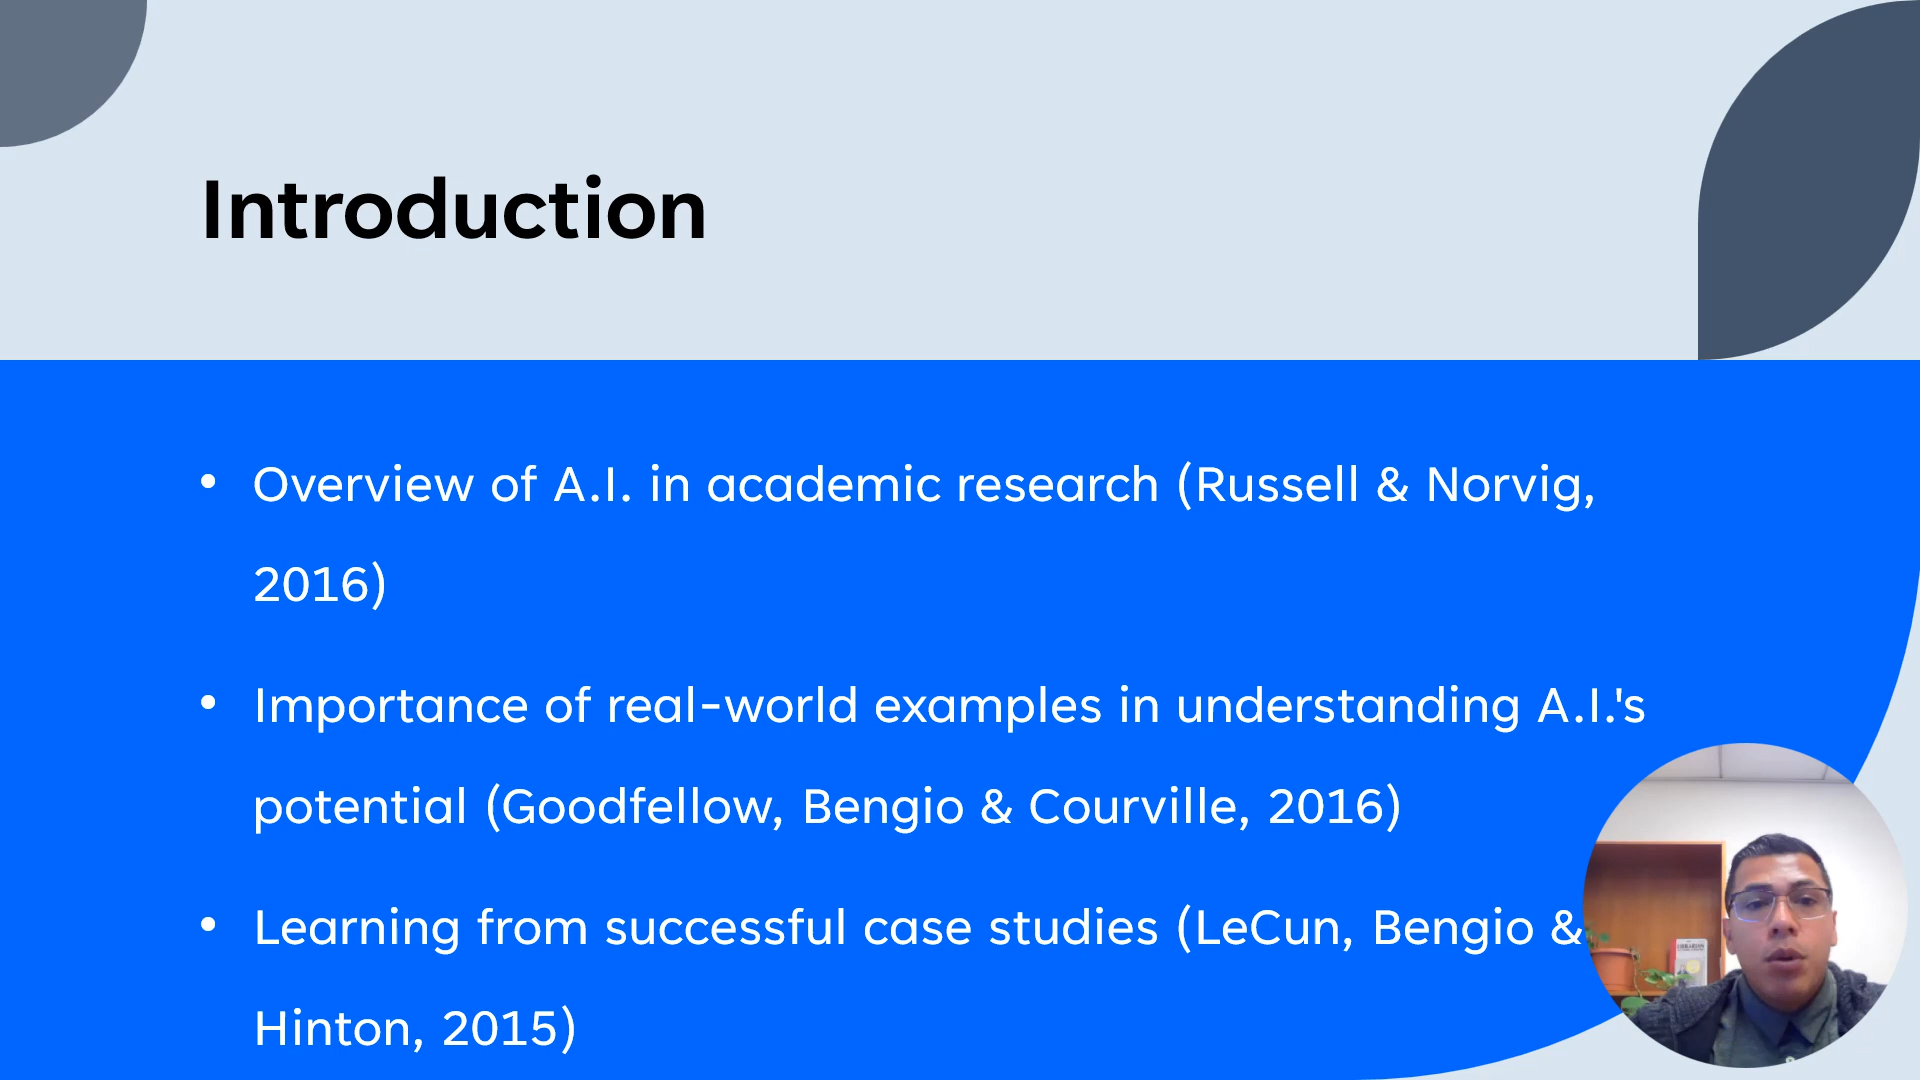 Introduction
• Overview of A.I. in academic research (Russell & Norvig,
2016)
• Importance of real-world examples in understanding A.I.'s
potential (Goodfellow, Bengio & Courville, 2016)
• Learning from successful case studies (LeCun, Bengio &
Hinton, 2015)